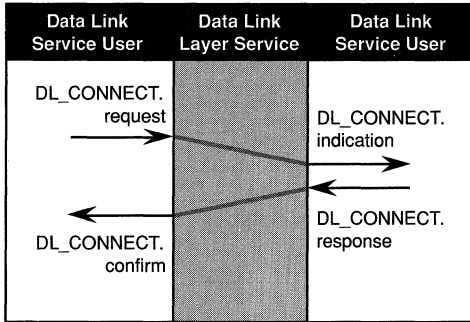 Data Link
Service User
Data Link
Layer Service
Data Link
Service User
DL_CONNECT.
request
DL_CONNECT.
indication
DL_CONNECT.
confirm
DL_CONNECT.
response